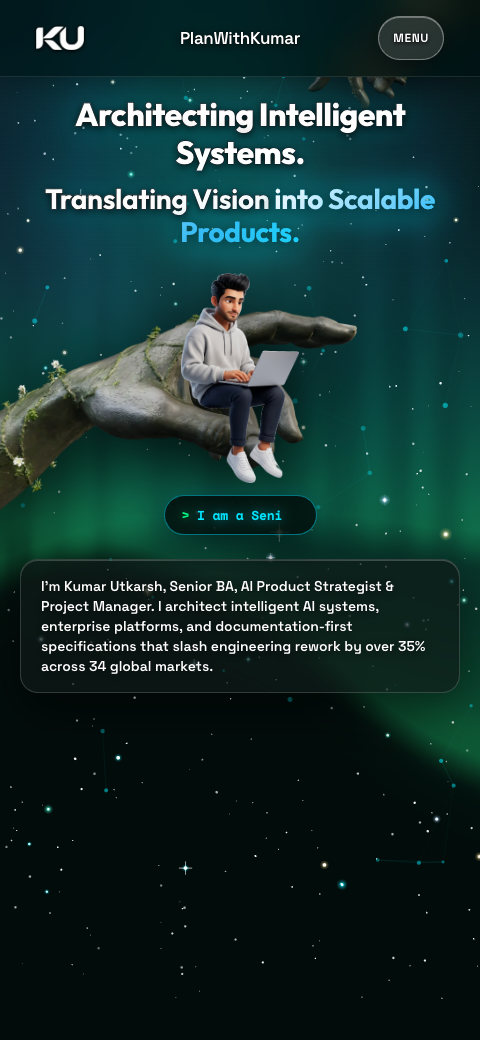 KU
PlanWithKumar
MENU
Architecting Intelligent
Systems.
Translating Vision into Scalable
Products.
> I am a Seni
I'm Kumar Utkarsh, Senior BA, AI Product Strategist &
Project Manager. I architect intelligent AI systems,
enterprise platforms, and documentation-first
specifications that slash engineering rework by over 35%
across 34 global markets.